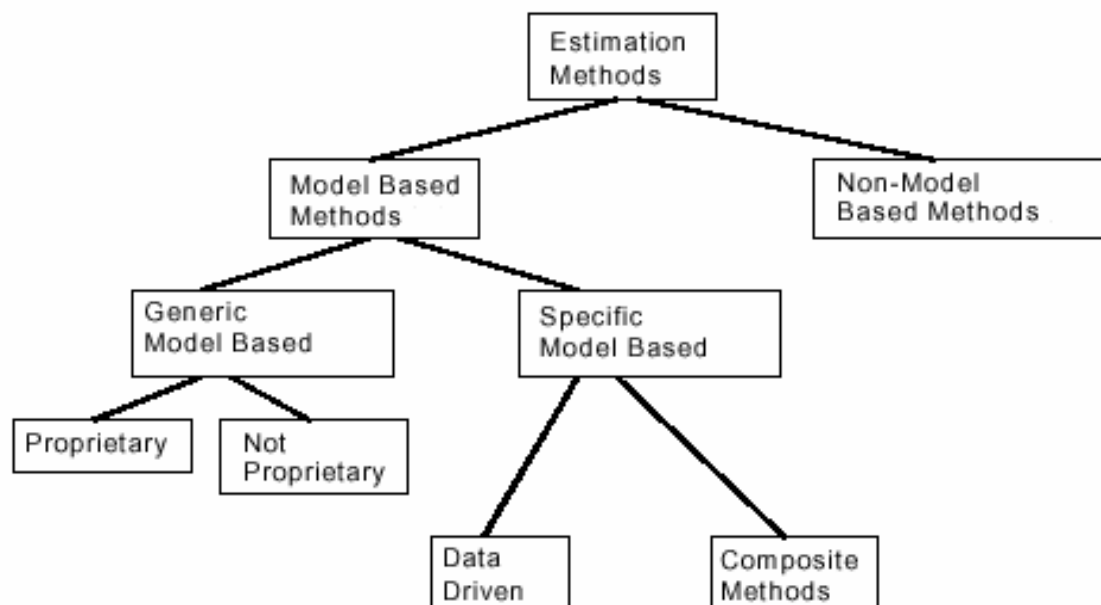 Estimation
Methods
Model Based
Methods
Non-Model
Based Methods
Generic
Model Based
Specific
Model Based
Proprietary
Not
Proprietary
Data
Driven
Composite
Methods